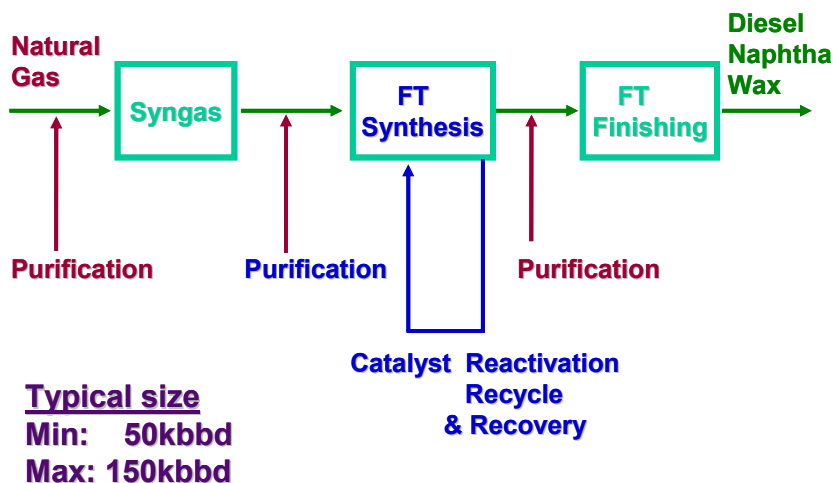 Natural
Gas
Syngas
FT
Synthesis
FT
Finishing
Diesel
Naphtha
Wax
Purification
Purification
Purification
Catalyst Reactivation
Recycle
& Recovery
Typical size
Min: 50kbbd
Max: 150kbbd